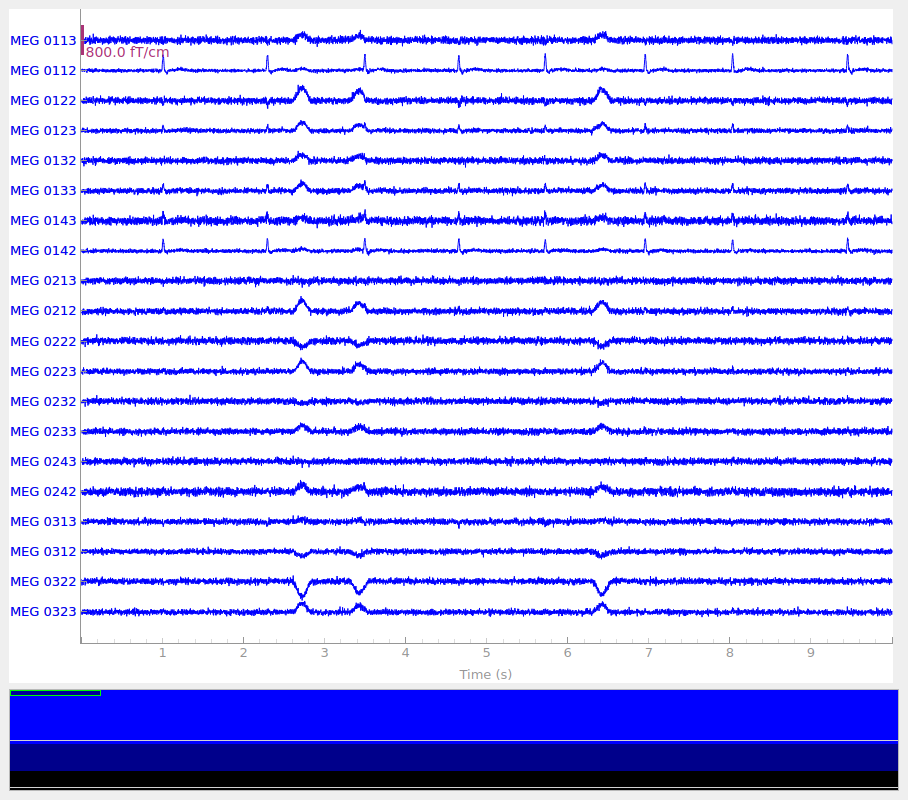 MEG 0113
800.0 fT/cm
MEG 0112
MEG 0122
MEG 0123
MEG 0132
MEG 0133
MEG 0143
MEG 0142
MEG 0213
MEG 0212
MEG 0222
MEG 0223
MEG 0232
MEG 0233
MEG 0243
MEG 0242
MEG 0313
MEG 0312
MEG 0322
MEG 0323
1 2 3 4 5 6 7 8 9
Time (s)